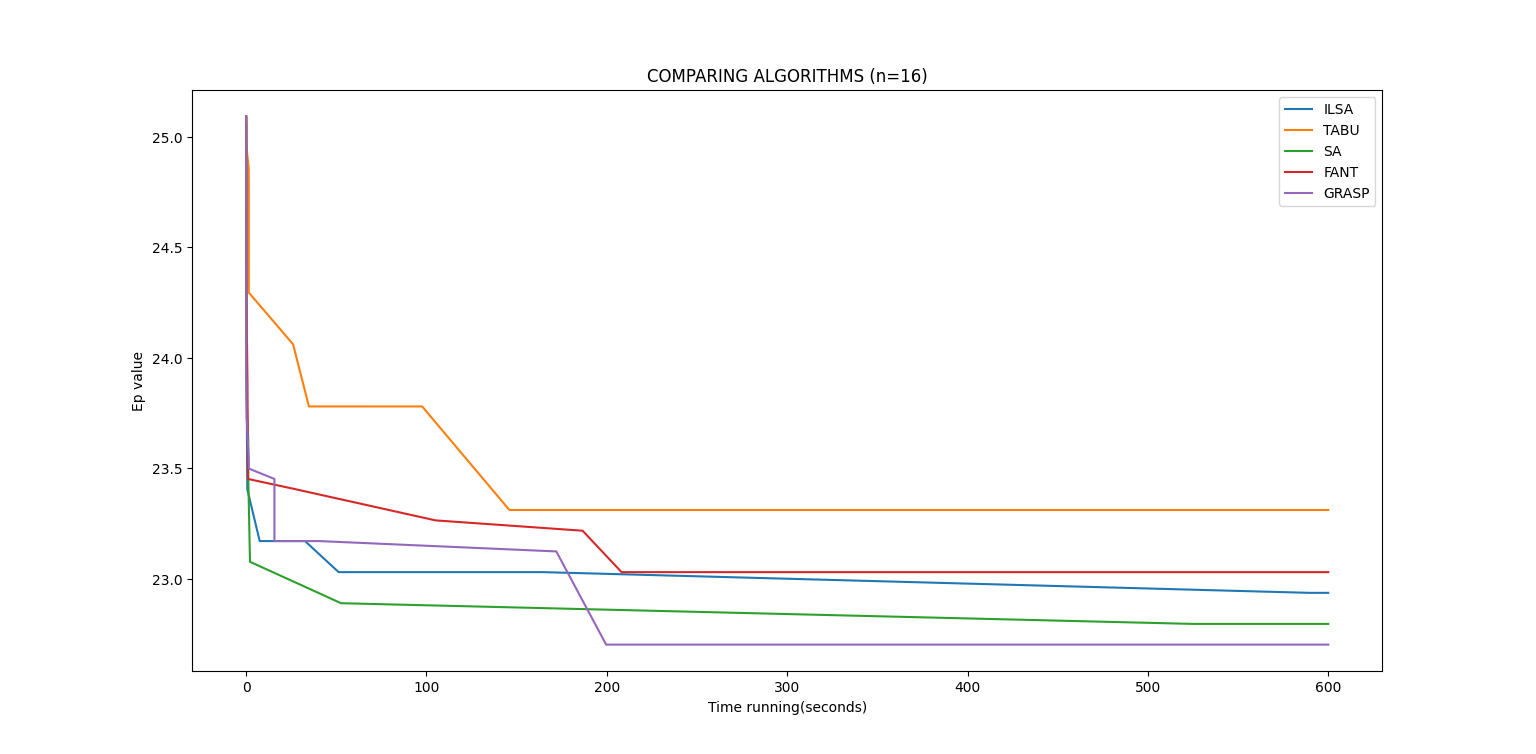 COMPARING ALGORITHMS (n=16)
ILSA
TABU
SA
FANT
GRASP
25.0
24.5
24.0
23.5
23.0
Ep value
0 100 200 300 400 500 600
Time running(seconds)